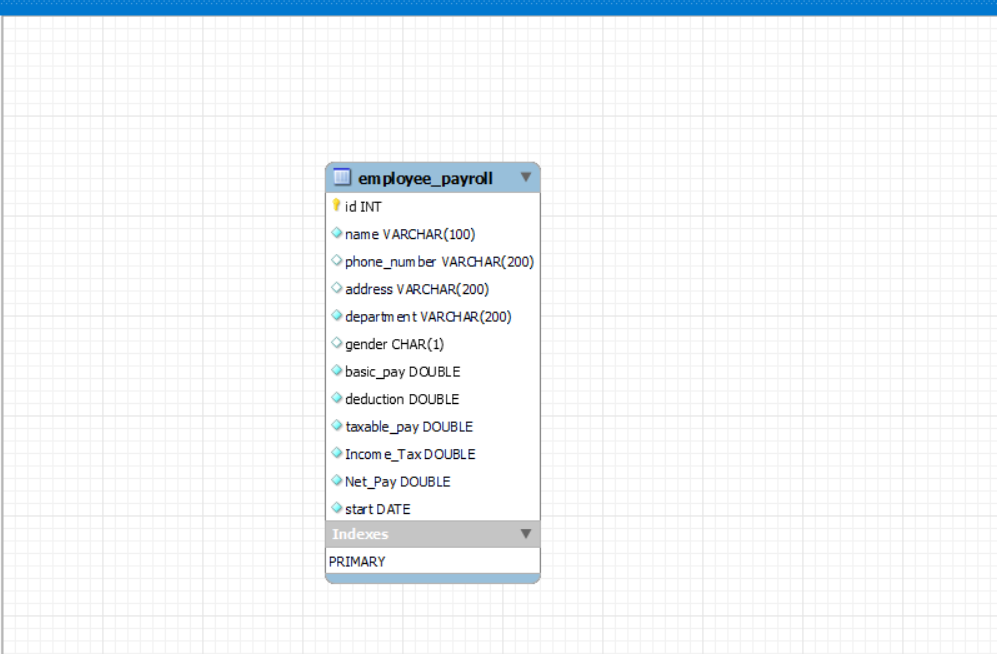 employee_payroll
id INT
name VARCHAR(100)
phone_number VARCHAR(200)
address VARCHAR(200)
department VARCHAR(200)
gender CHAR(1)
basic_pay DOUBLE
deduction DOUBLE
taxable_pay DOUBLE
Income_Tax DOUBLE
Net_Pay DOUBLE
start DATE
Indexes
PRIMARY